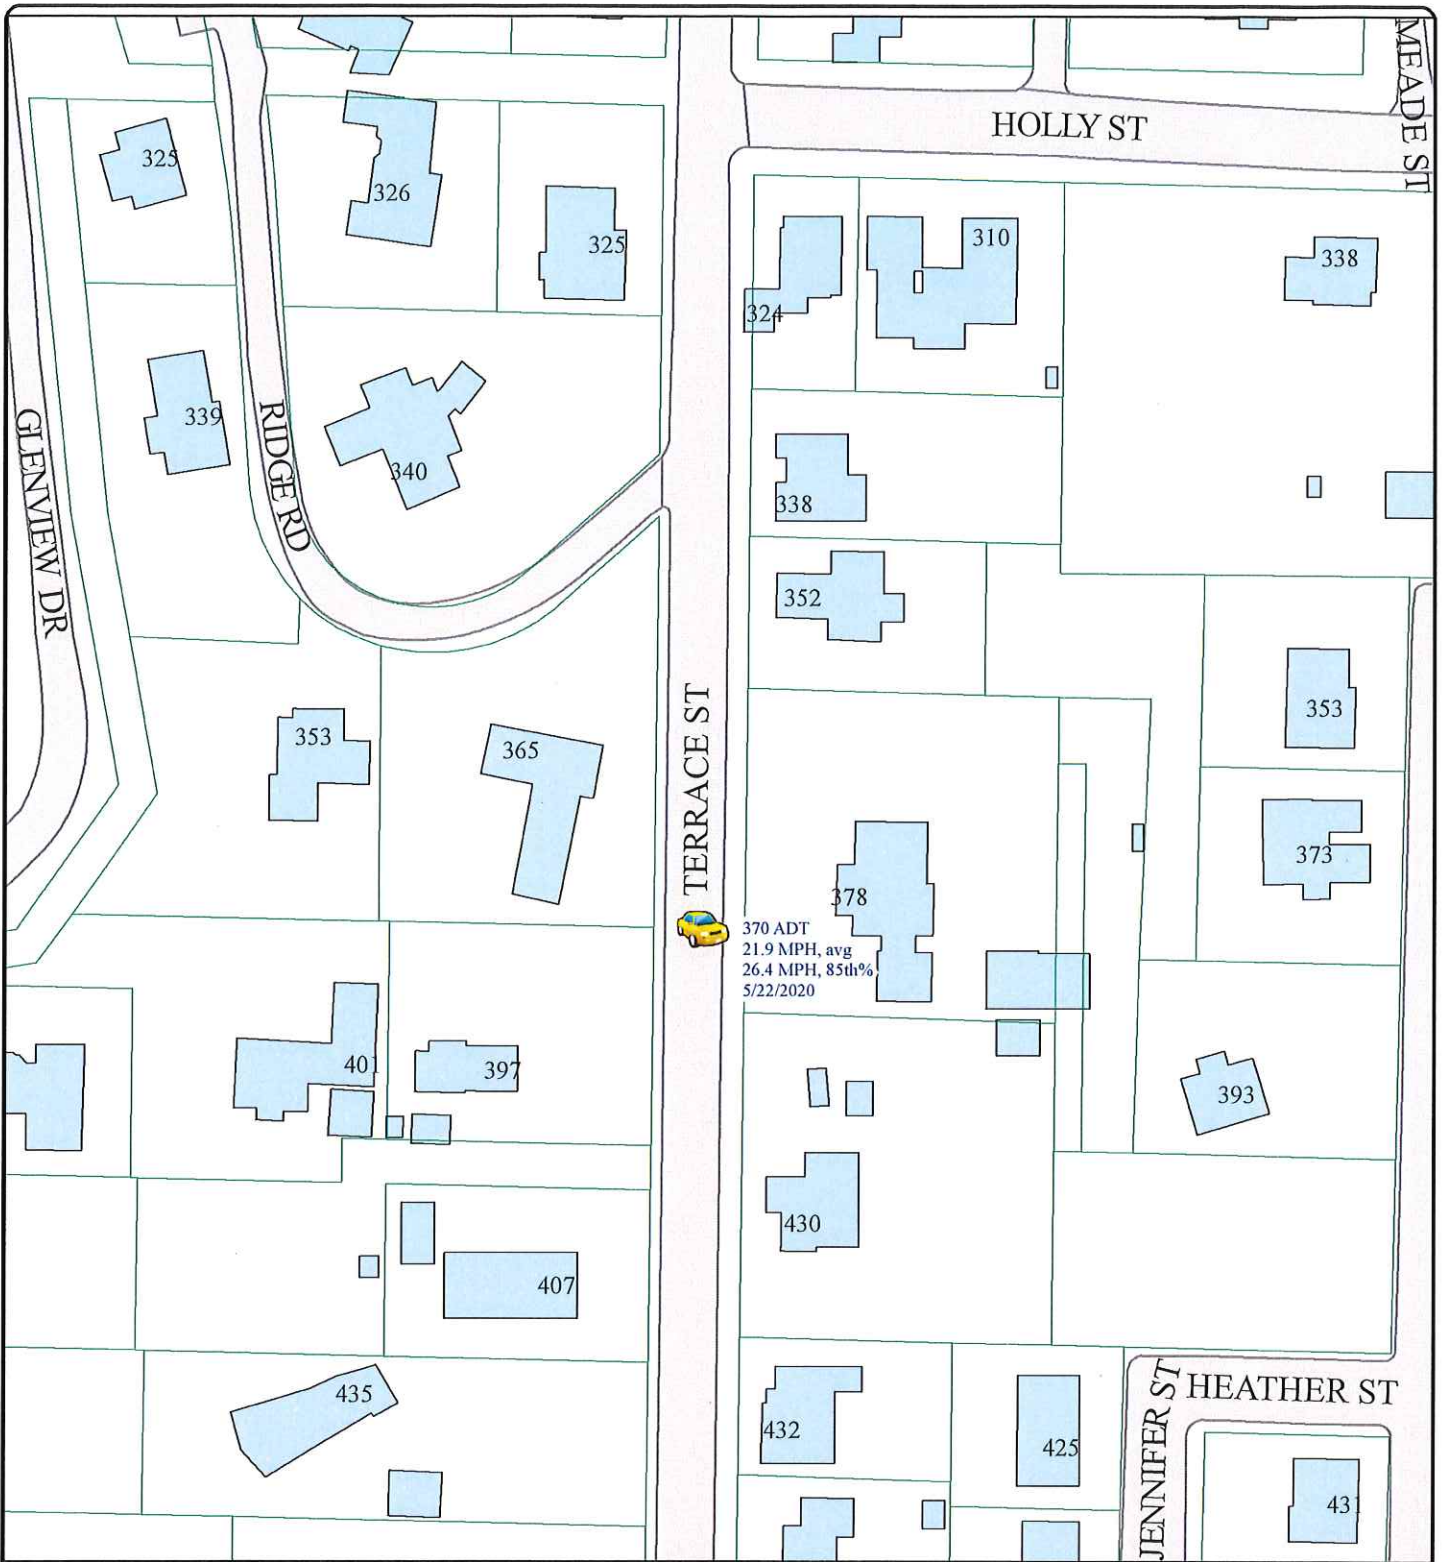 MEADE ST
HOLLY ST
325
326
325
310
338
324
339
RIDGE RD
340
GLENVIEW DR
338
352
353
353
365
TERRACE ST
373
378
370 ADT
21.9 MPH, avg
26.4 MPH, 85th%
5/22/2020
401
397
393
430
407
435
HEATHER ST
JENNIFER ST
432
425
431